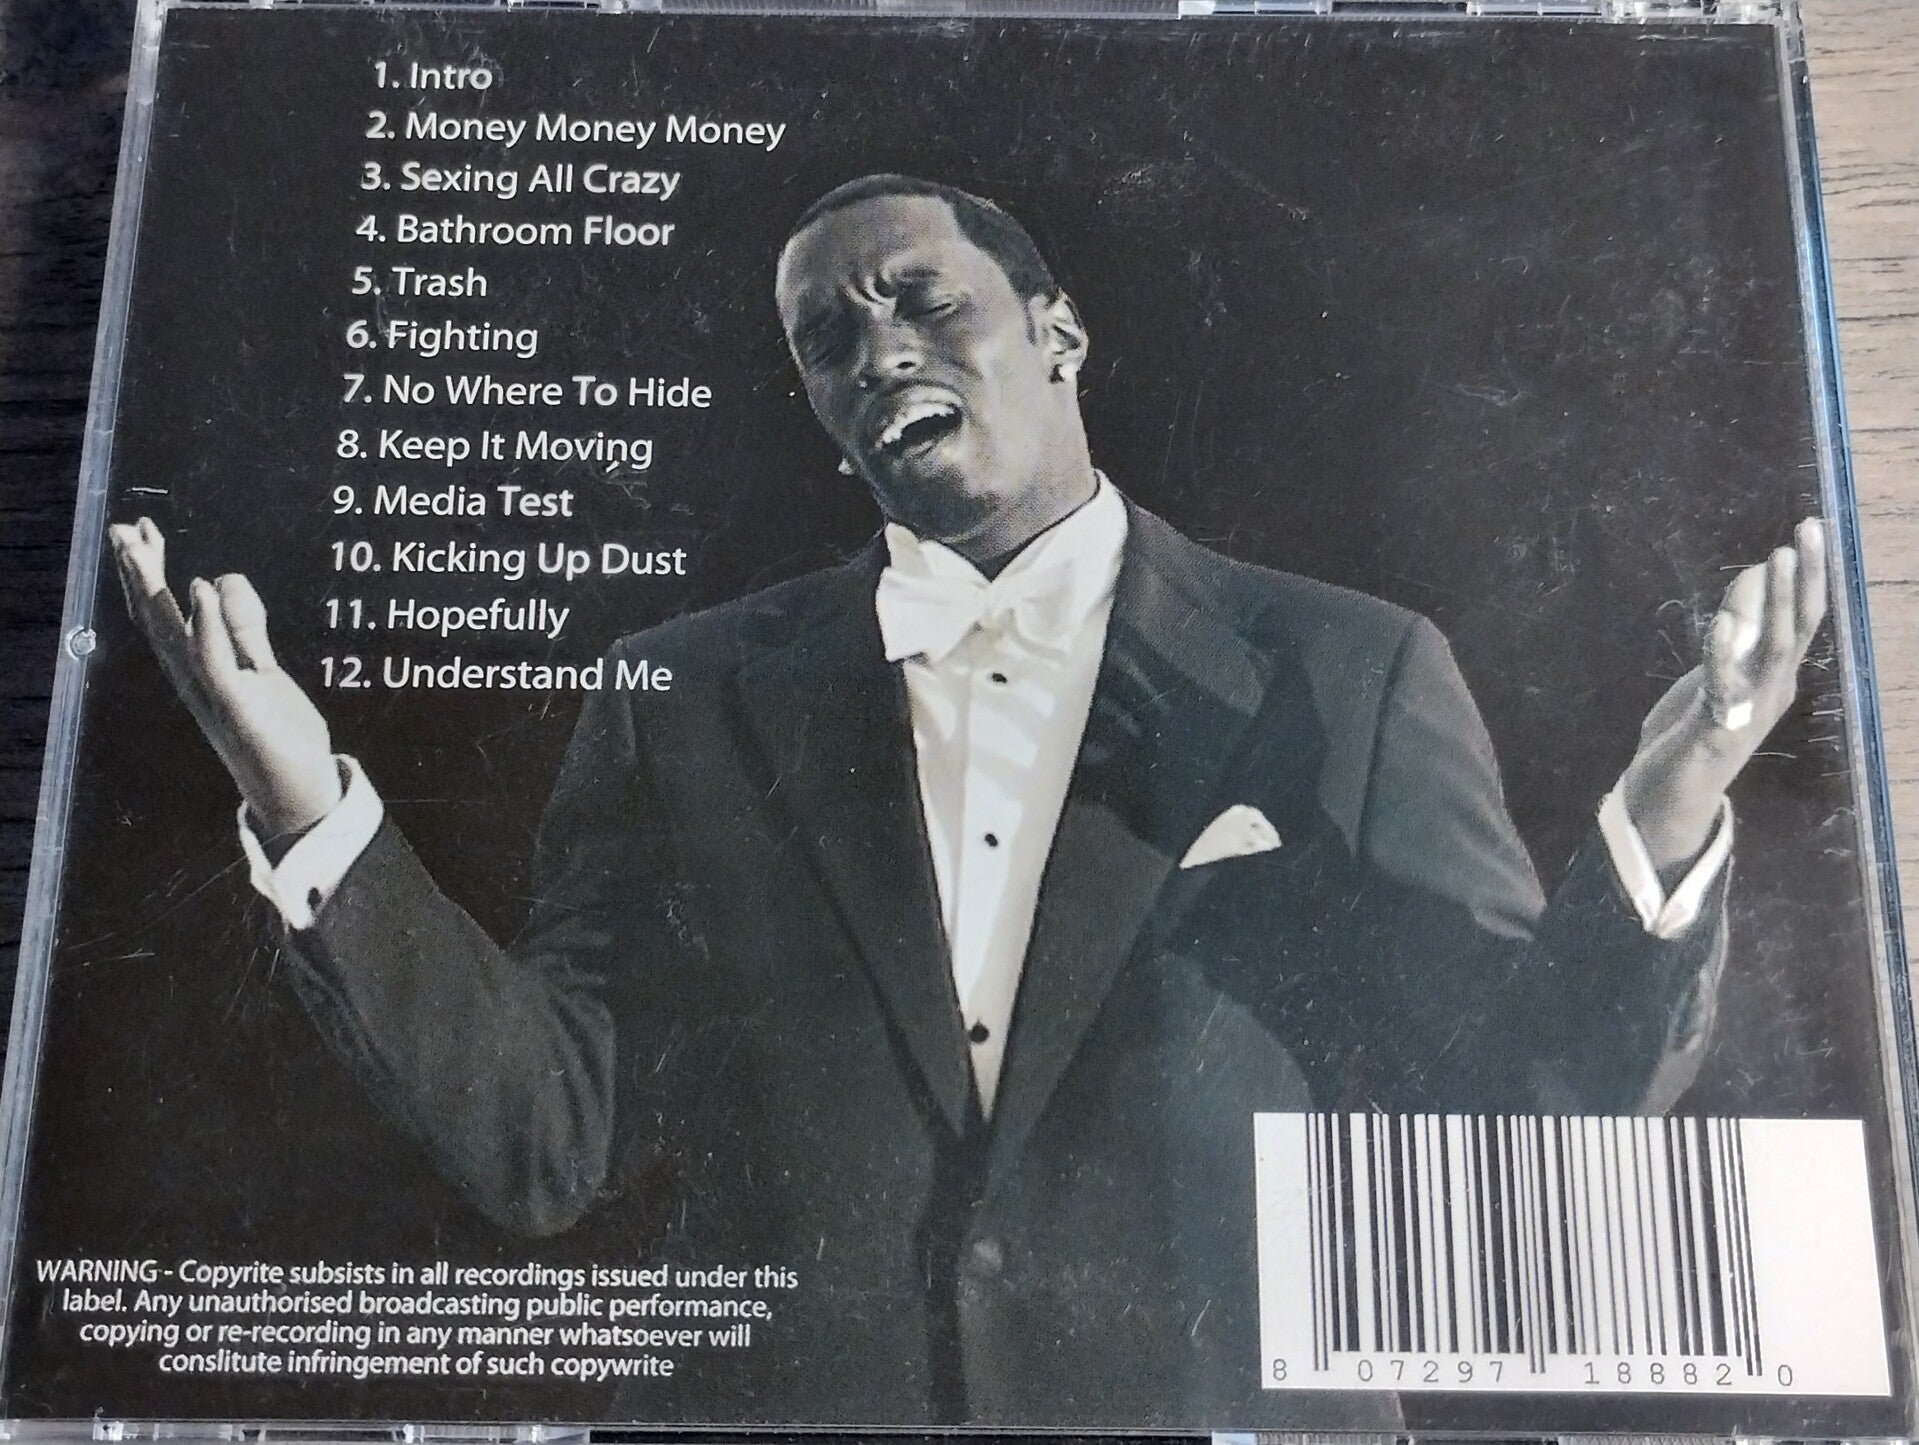 1. Intro
2. Money Money Money
3. Sexing All Crazy
4. Bathroom Floor
5. Trash
6. Fighting
7. No Where To Hide
8. Keep It Moving
9. Media Test
10. Kicking Up Dust
11. Hopefully
12. Understand Me
WARNING - Copyrite subsists in all recordings issued under this
label. Any unauthorised broadcasting public performance,
copying or re-recording in any manner whatsoever will
conslitute infringement of such copywrite
8 07297 18882 0